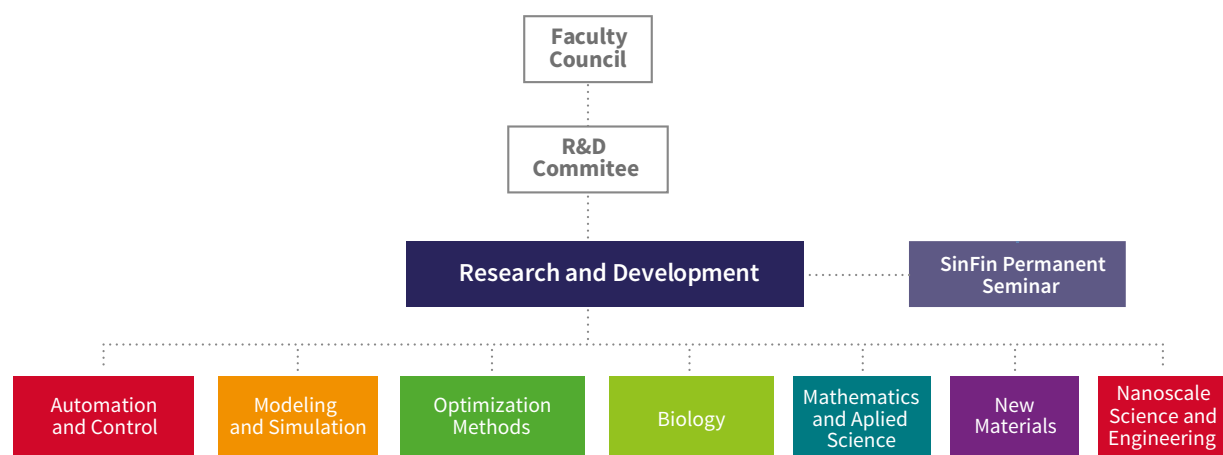 Faculty
Council
R&D
Commitee
Research and Development
SinFin Permanent
Seminar
Automation
and Control
Modeling
and Simulation
Optimization
Methods
Biology
Mathematics
and Aplied
Science
New
Materials
Nanoscale
Science and
Engineering